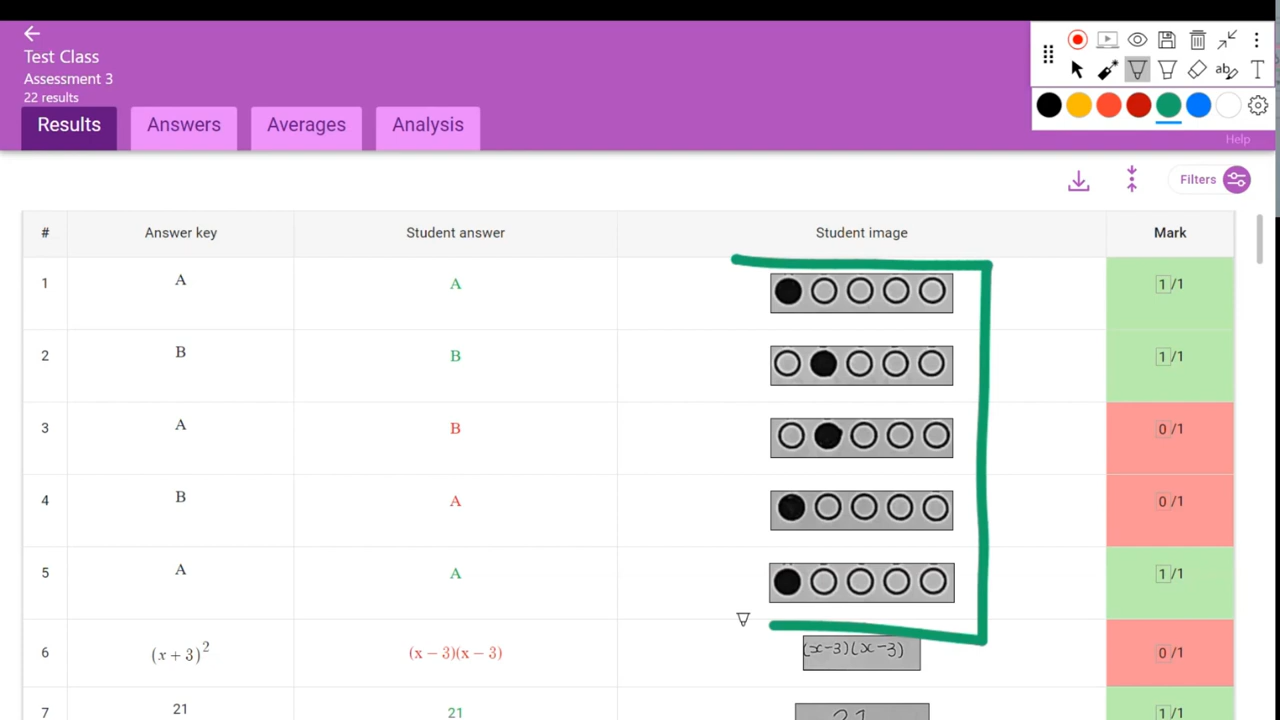 Test Class
Assessment 3
22 results
Results Answers Averages Analysis
Help
Filters
# Answer key Student answer Student image Mark
1 A A 1/1
2 B B 1/1
3 A B 0/1
4 B A 0/1
5 A A 1/1
6 (x + 3)² (x − 3)(x − 3) (x-3)(x-3) 0/1
7 21 21 21 1/1